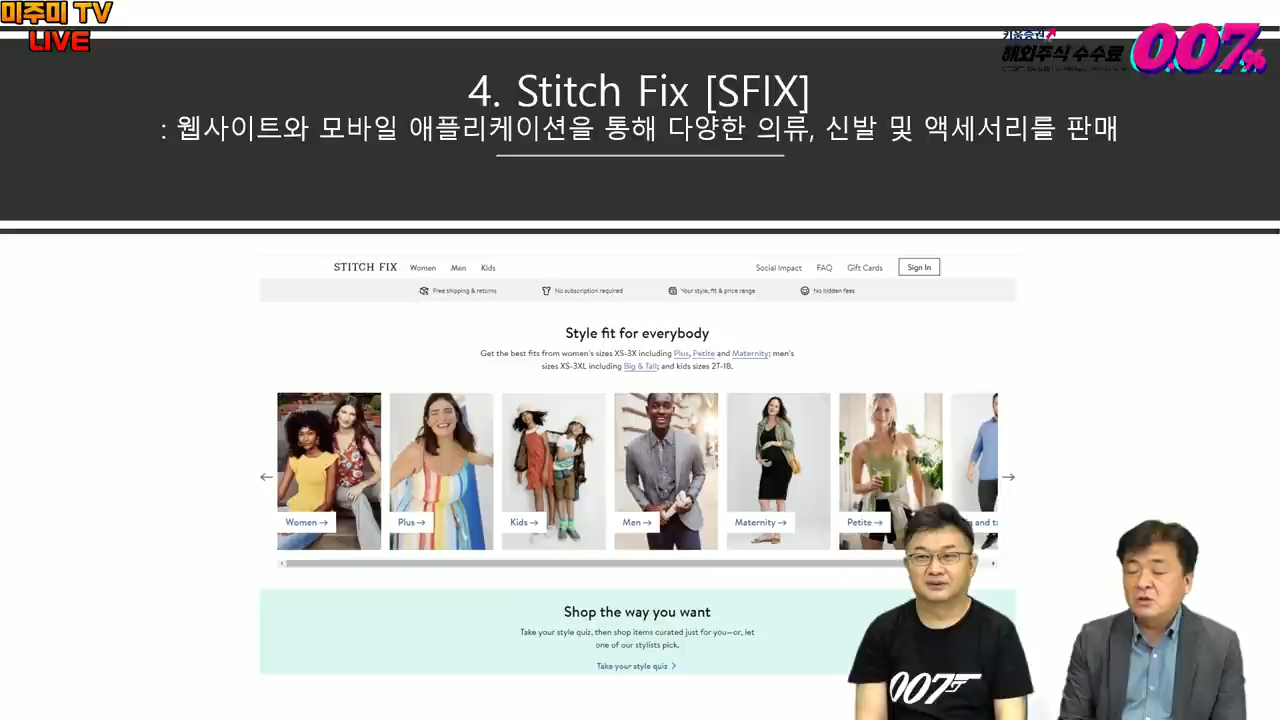 미주미 TV
LIVE
키움증권
해외주식 수수료 0.07%
4. Stitch Fix [SFIX]
: 웹사이트와 모바일 애플리케이션을 통해 다양한 의류, 신발 및 액세서리를 판매
STITCH FIX Women Men Kids Social Impact FAQ Gift Cards Sign In
Free shipping & returns No subscription required Your style, fit & price range No hidden fees
Style fit for everybody
Get the best fits from women's sizes XS-3X including Plus, Petite and Maternity; men's
sizes XS-3XL including Big & Tall; and kids sizes 2T-18.
Women → Plus → Kids → Men → Maternity → Petite →
Shop the way you want
Take your style quiz, then shop items curated just for you—or, let
one of our stylists pick.
Take your style quiz >
007